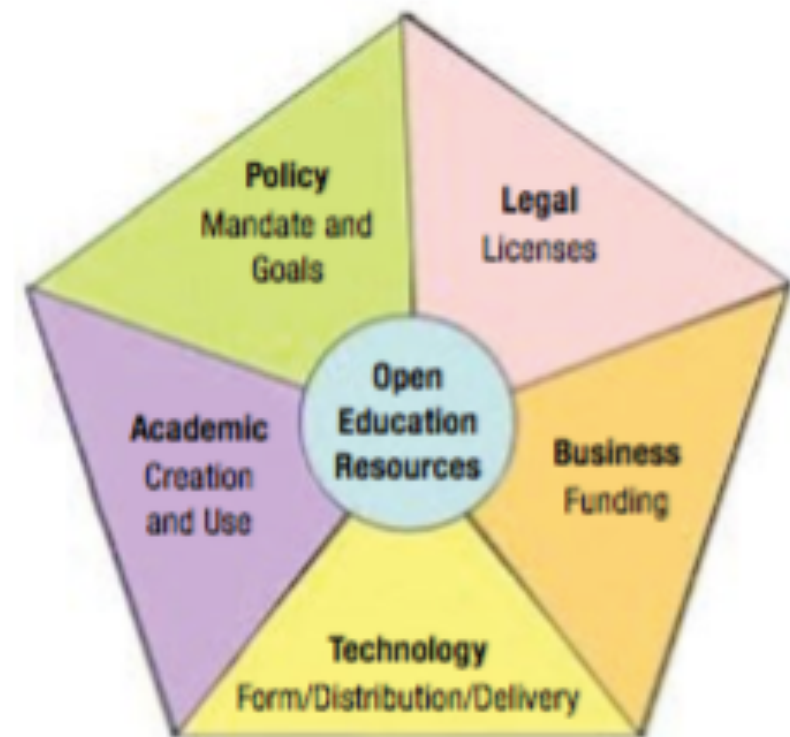 Policy
Mandate and
Goals
Legal
Licenses
Open
Education
Resources
Academic
Creation
and Use
Business
Funding
Technology
Form/Distribution/Delivery